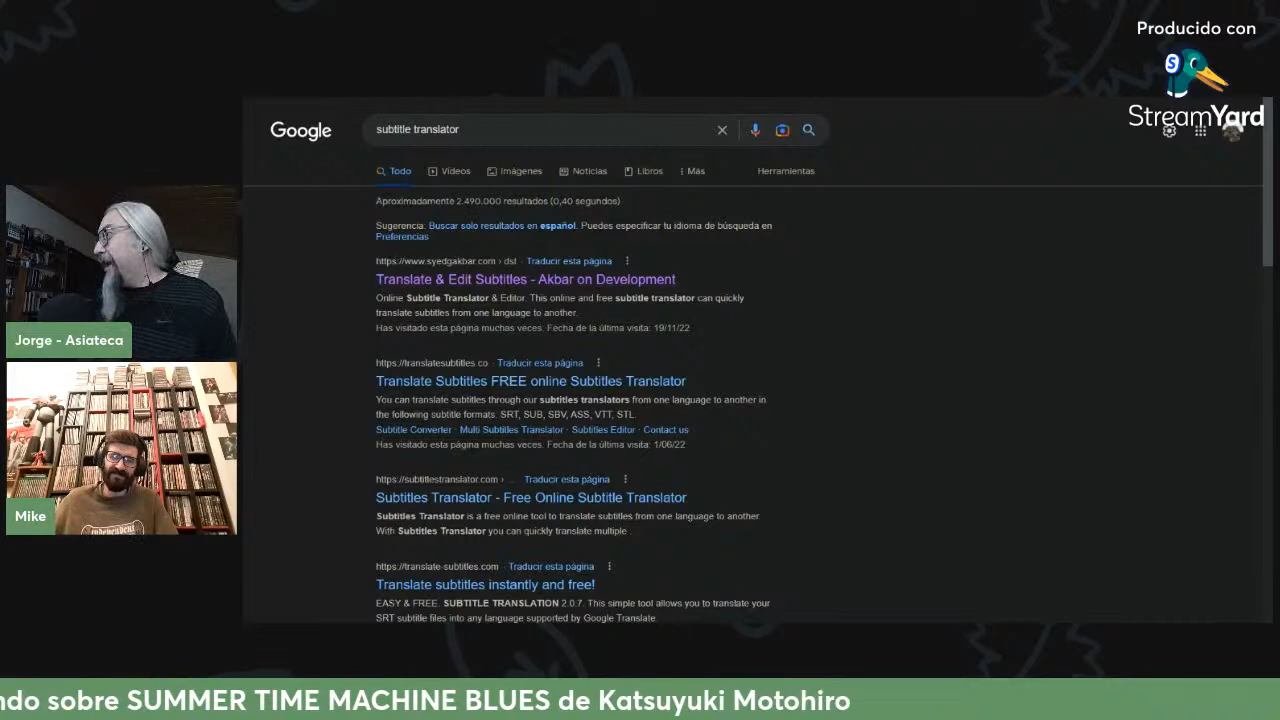 Producido con
StreamYard
Google
subtitle translator
Todo
Vídeos
Imágenes
Noticias
Libros
Más
Herramientas
Aproximadamente 2.490.000 resultados (0,40 segundos)
Sugerencia: Buscar solo resultados en español. Puedes especificar tu idioma de búsqueda en
Preferencias
https://www.syedgakbar.com › dst · Traducir esta página
Translate & Edit Subtitles - Akbar on Development
Online Subtitle Translator & Editor. This online and free subtitle translator can quickly
translate subtitles from one language to another.
Has visitado esta página muchas veces. Fecha de la última visita: 19/11/22
https://translatesubtitles.co · Traducir esta página
Translate Subtitles FREE online Subtitles Translator
You can translate subtitles through our subtitles translators from one language to another in
the following subtitle formats. SRT, SUB, SBV, ASS, VTT, STL.
Subtitle Converter · Multi Subtitles Translator · Subtitles Editor · Contact us
Has visitado esta página muchas veces. Fecha de la última visita: 1/06/22
https://subtitlestranslator.com › ... Traducir esta página
Subtitles Translator - Free Online Subtitle Translator
Subtitles Translator is a free online tool to translate subtitles from one language to another.
With Subtitles Translator you can quickly translate multiple ..
https://translate-subtitles.com · Traducir esta página
Translate subtitles instantly and free!
EASY & FREE. SUBTITLE TRANSLATION 2.0.7. This simple tool allows you to translate your
SRT subtitle files into any language supported by Google Translate.
Jorge - Asiateca
Mike
ndo sobre SUMMER TIME MACHINE BLUES de Katsuyuki Motohiro